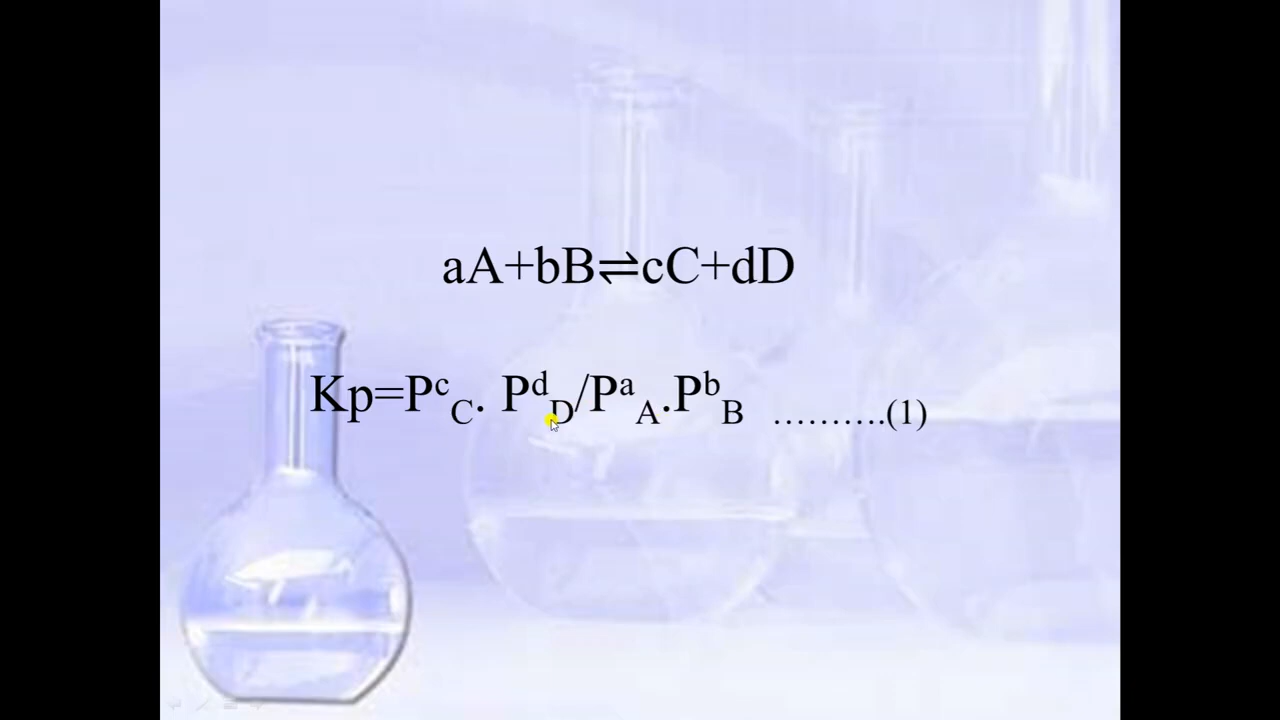 aA+bB⇌cC+dD
Kp=PᶜC. PᵈD/PᵃA.PᵇB ..........(1)